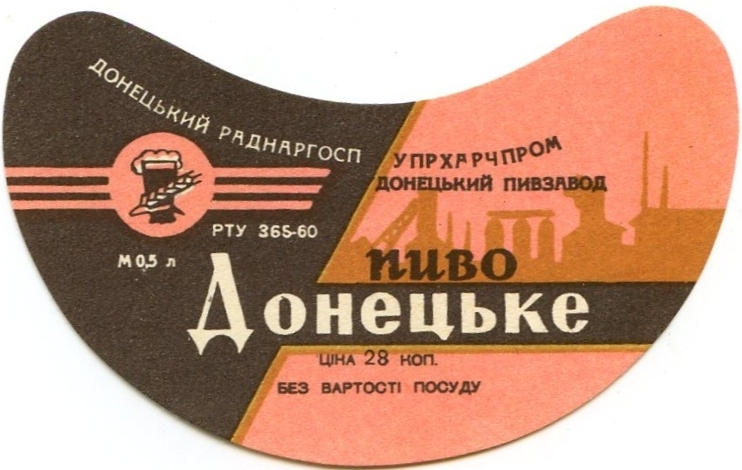 ДОНЕЦЬКИЙ РАДНАРГОСП
УПРХАРЧПРОМ
ДОНЕЦЬКИЙ ПИВЗАВОД
РТУ 365-60
М 0,5 л
пиво
Донецьке
ЦІНА 28 КОП.
БЕЗ ВАРТОСТІ ПОСУДУ